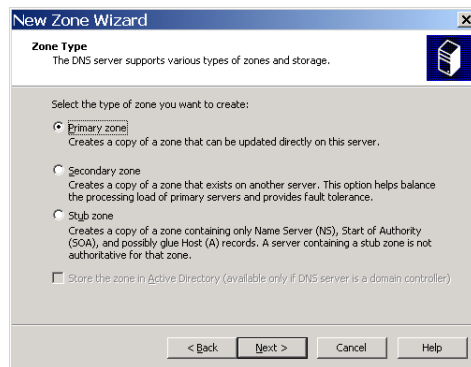 New Zone Wizard
Zone Type
The DNS server supports various types of zones and storage.
Select the type of zone you want to create:
Primary zone
Creates a copy of a zone that can be updated directly on this server.
Secondary zone
Creates a copy of a zone that exists on another server. This option helps balance
the processing load of primary servers and provides fault tolerance.
Stub zone
Creates a copy of a zone containing only Name Server (NS), Start of Authority
(SOA), and possibly glue Host (A) records. A server containing a stub zone is not
authoritative for that zone.
Store the zone in Active Directory (available only if DNS server is a domain controller)
< Back Next > Cancel Help